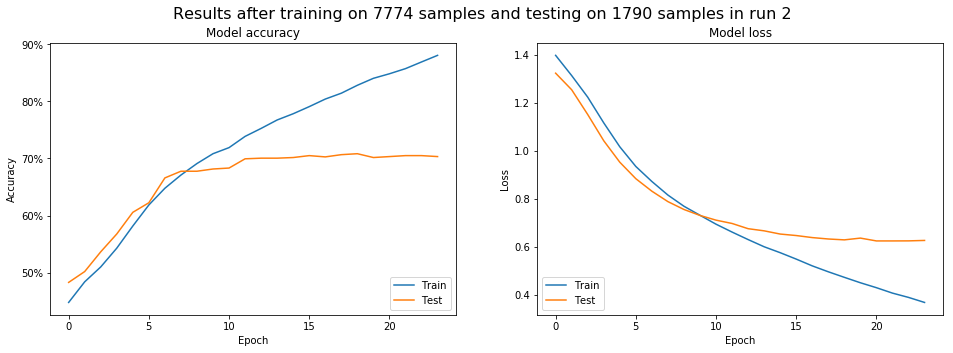 Results after training on 7774 samples and testing on 1790 samples in run 2
Model accuracy
90%
80%
70%
60%
50%
Accuracy
0 5 10 15 20
Epoch
Train
Test
Model loss
1.4
1.2
1.0
0.8
0.6
0.4
Loss
0 5 10 15 20
Epoch
Train
Test